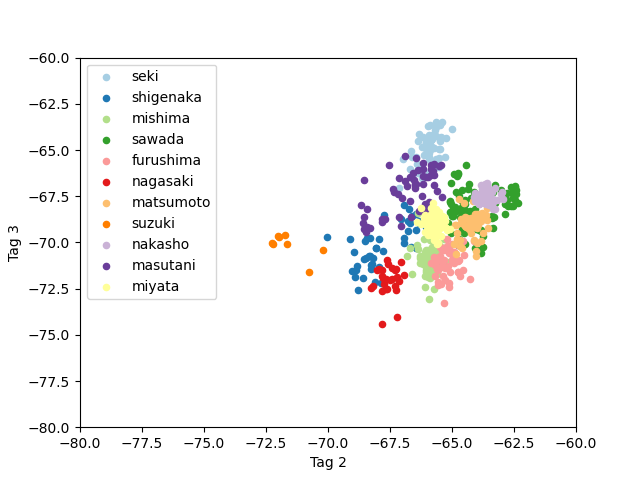 −60.0
−62.5
−65.0
−67.5
−70.0
−72.5
−75.0
−77.5
−80.0
Tag 3
seki
shigenaka
mishima
sawada
furushima
nagasaki
matsumoto
suzuki
nakasho
masutani
miyata
−80.0 −77.5 −75.0 −72.5 −70.0 −67.5 −65.0 −62.5 −60.0
Tag 2